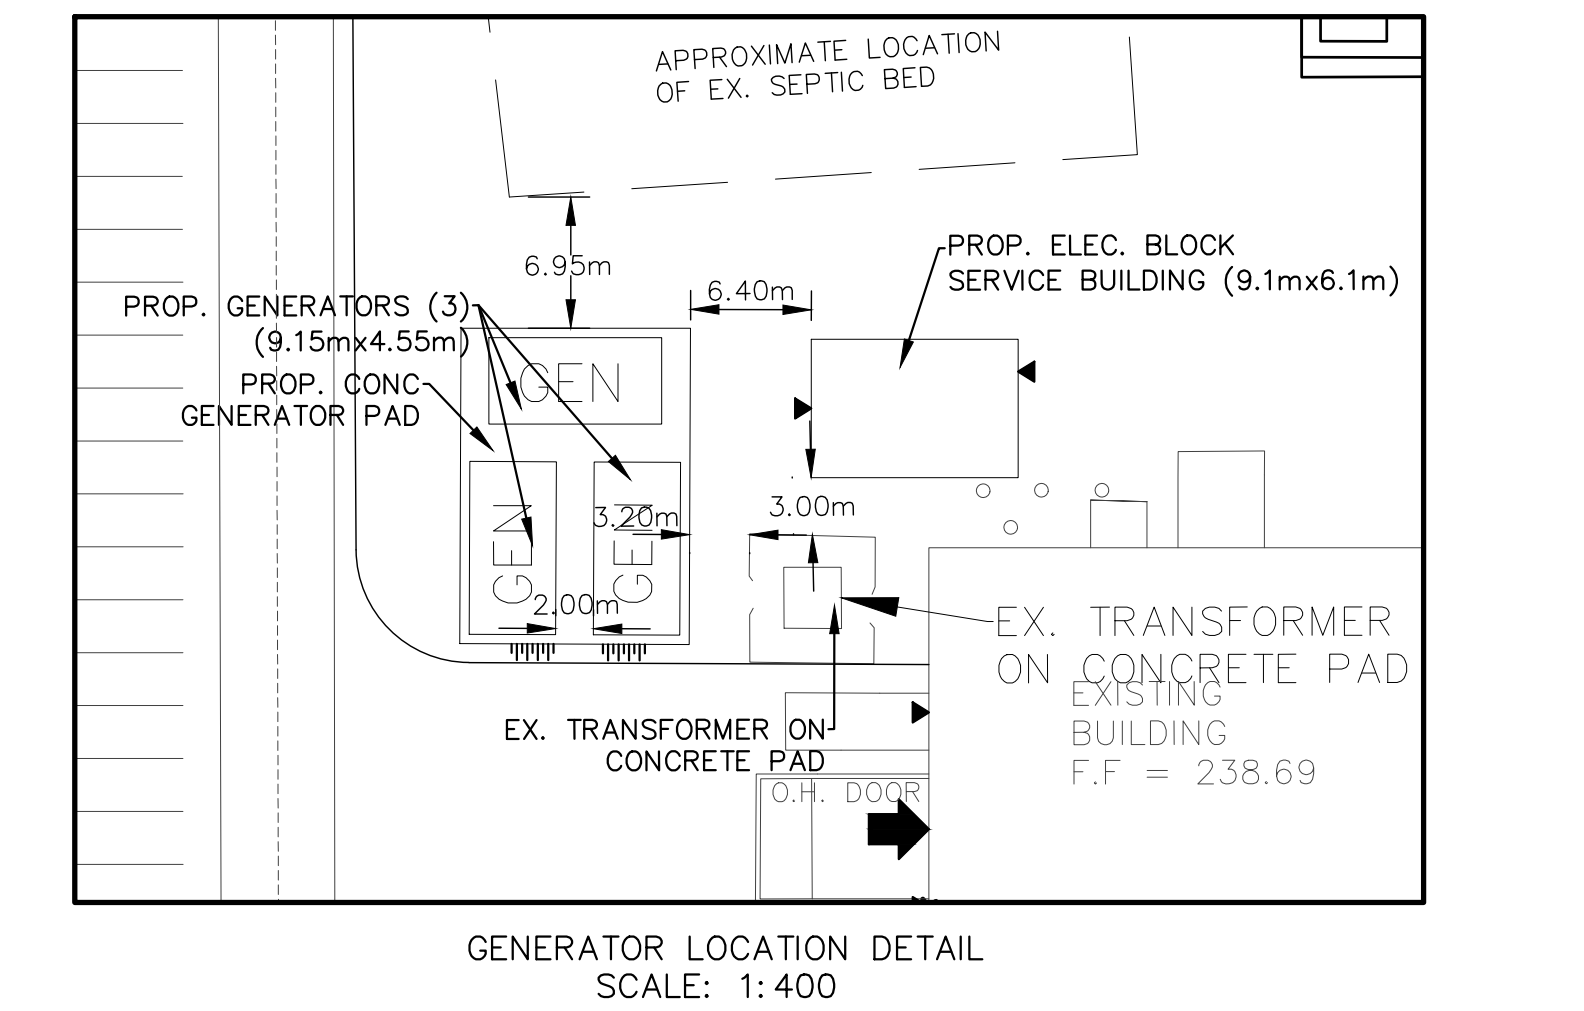 APPROXIMATE LOCATION
OF EX. SEPTIC BED
6.95m
6.40m
PROP. ELEC. BLOCK
SERVICE BUILDING (9.1mx6.1m)
PROP. GENERATORS (3)
(9.15mx4.55m)
PROP. CONC
GENERATOR PAD
GEN
GEN
GEN
3.20m
3.00m
2.00m
EX. TRANSFORMER
ON CONCRETE PAD
EXISTING
BUILDING
F.F = 238.69
EX. TRANSFORMER ON
CONCRETE PAD
O.H. DOOR
GENERATOR LOCATION DETAIL
SCALE: 1:400